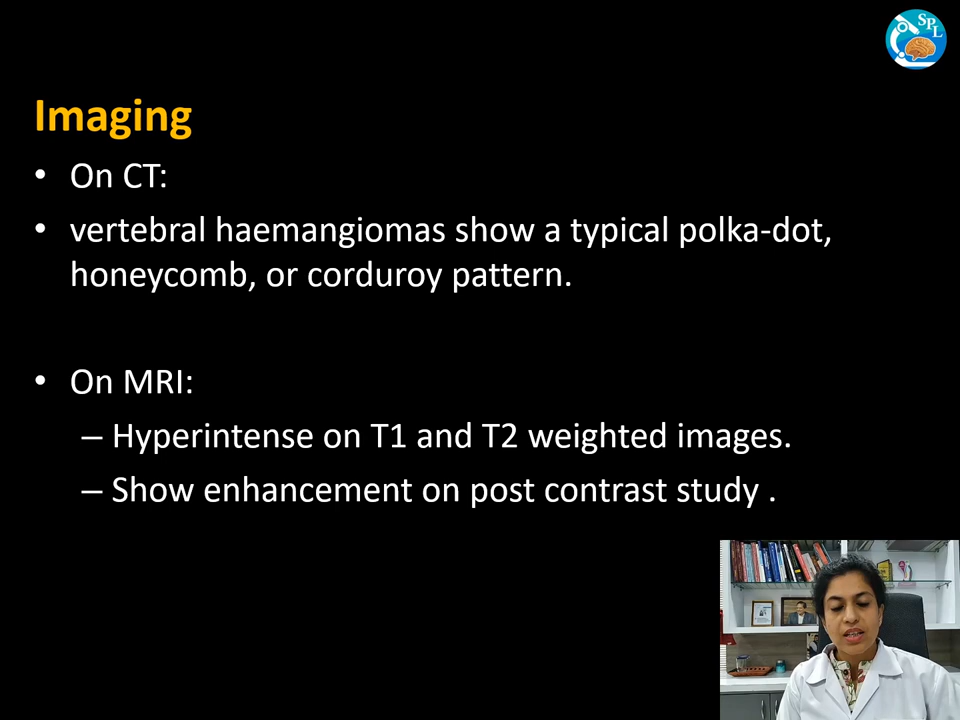 SPL
Imaging
• On CT:
• vertebral haemangiomas show a typical polka-dot,
honeycomb, or corduroy pattern.
• On MRI:
– Hyperintense on T1 and T2 weighted images.
– Show enhancement on post contrast study .